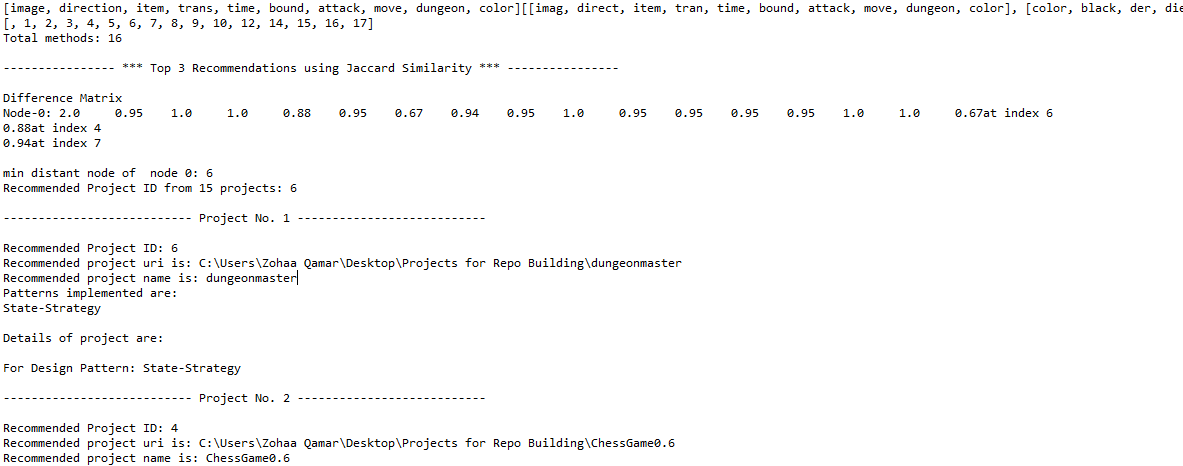 [image, direction, item, trans, time, bound, attack, move, dungeon, color][[imag, direct, item, tran, time, bound, attack, move, dungeon, color], [color, black, der, die
[, 1, 2, 3, 4, 5, 6, 7, 8, 9, 10, 12, 14, 15, 16, 17]
Total methods: 16
---------------- *** Top 3 Recommendations using Jaccard Similarity *** ----------------
Difference Matrix
Node-0: 2.0 0.95 1.0 1.0 0.88 0.95 0.67 0.94 0.95 1.0 0.95 0.95 0.95 0.95 1.0 1.0 0.67at index 6
0.88at index 4
0.94at index 7
min distant node of  node 0: 6
Recommended Project ID from 15 projects: 6
--------------------------- Project No. 1 ---------------------------
Recommended Project ID: 6
Recommended project uri is: C:\Users\Zohaa Qamar\Desktop\Projects for Repo Building\dungeonmaster
Recommended project name is: dungeonmaster
Patterns implemented are:
State-Strategy
Details of project are:
For Design Pattern: State-Strategy
--------------------------- Project No. 2 ---------------------------
Recommended Project ID: 4
Recommended project uri is: C:\Users\Zohaa Qamar\Desktop\Projects for Repo Building\ChessGame0.6
Recommended project name is: ChessGame0.6